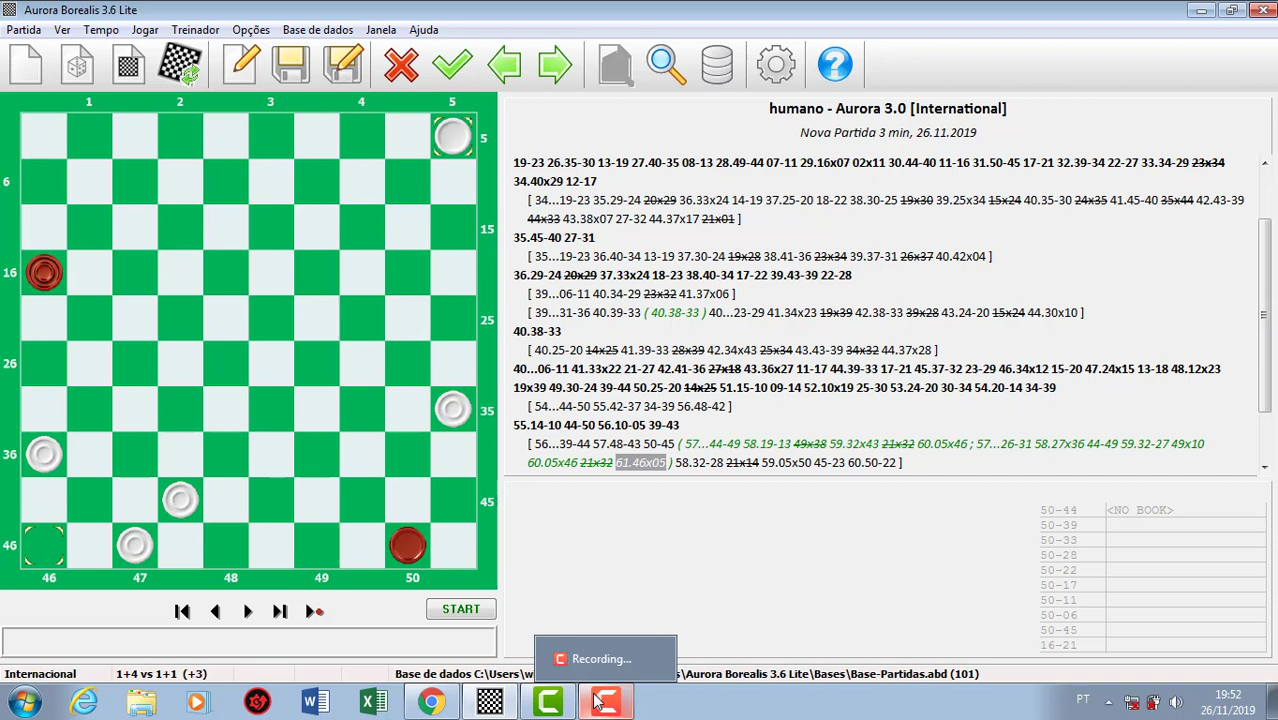 Aurora Borealis 3.6 Lite
Partida Ver Tempo Jogar Treinador Opções Base de dados Janela Ajuda
1 2 3 4 5
5
6
15
16
25
26
35
36
45
46
46 47 48 49 50
START
humano - Aurora 3.0 [International]
Nova Partida 3 min, 26.11.2019
19-23 26.35-30 13-19 27.40-35 08-13 28.49-44 07-11 29.16x07 02x11 30.44-40 11-16 31.50-45 17-21 32.39-34 22-27 33.34-29 23x34
34.40x29 12-17
[ 34...19-23 35.29-24 20x29 36.33x24 14-19 37.25-20 18-22 38.30-25 19x30 39.25x34 15x24 40.35-30 24x35 41.45-40 35x44 42.43-39
44x33 43.38x07 27-32 44.37x17 21x01 ]
35.45-40 27-31
[ 35...19-23 36.40-34 13-19 37.30-24 19x28 38.41-36 23x34 39.37-31 26x37 40.42x04 ]
36.29-24 20x29 37.33x24 18-23 38.40-34 17-22 39.43-39 22-28
[ 39...06-11 40.34-29 23x32 41.37x06 ]
[ 39...31-36 40.39-33 ( 40.38-33 ) 40...23-29 41.34x23 19x39 42.38-33 39x28 43.24-20 15x24 44.30x10 ]
40.38-33
[ 40.25-20 14x25 41.39-33 28x39 42.34x43 25x34 43.43-39 34x32 44.37x28 ]
40...06-11 41.33x22 21-27 42.41-36 27x18 43.36x27 11-17 44.39-33 17-21 45.37-32 23-29 46.34x12 15-20 47.24x15 13-18 48.12x23
19x39 49.30-24 39-44 50.25-20 14x25 51.15-10 09-14 52.10x19 25-30 53.24-20 30-34 54.20-14 34-39
[ 54...44-50 55.42-37 34-39 56.48-42 ]
55.14-10 44-50 56.10-05 39-43
[ 56...39-44 57.48-43 50-45 ( 57...44-49 58.19-13 49x38 59.32x43 21x32 60.05x46 ; 57...26-31 58.27x36 44-49 59.32-27 49x10
60.05x46 21x32 61.46x05 ) 58.32-28 21x14 59.05x50 45-23 60.50-22 ]
50-44 <NO BOOK>
50-39
50-33
50-28
50-22
50-17
50-11
50-06
50-45
16-21
Recording...
Internacional 1+4 vs 1+1 (+3) Base de dados C:\Users\w s\Aurora Borealis 3.6 Lite\Bases\Base-Partidas.abd (101)
PT
19:52
26/11/2019